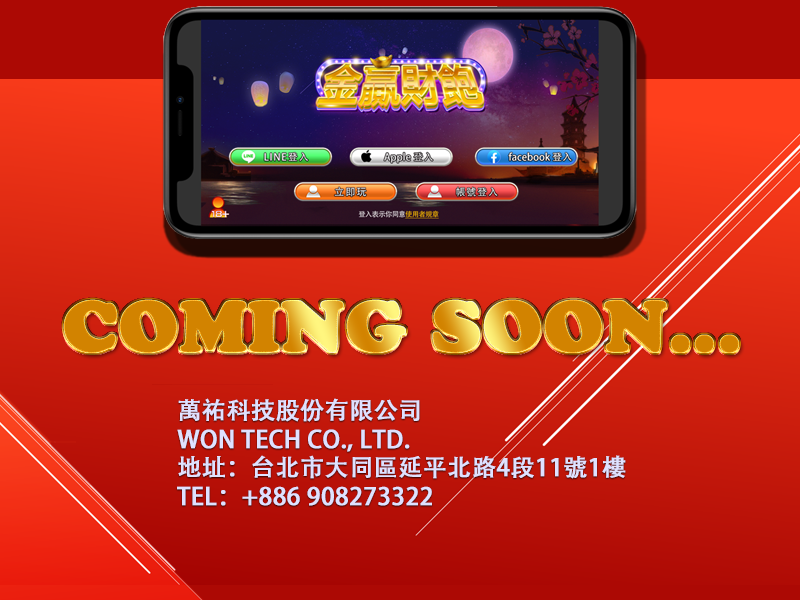 金贏財鉋
LINE登入
Apple 登入
facebook 登入
立即玩
帳號登入
18+
登入表示你同意使用者規章
COMING SOON...
萬祐科技股份有限公司
WON TECH CO., LTD.
地址：台北市大同區延平北路4段11號1樓
TEL：+886 908273322